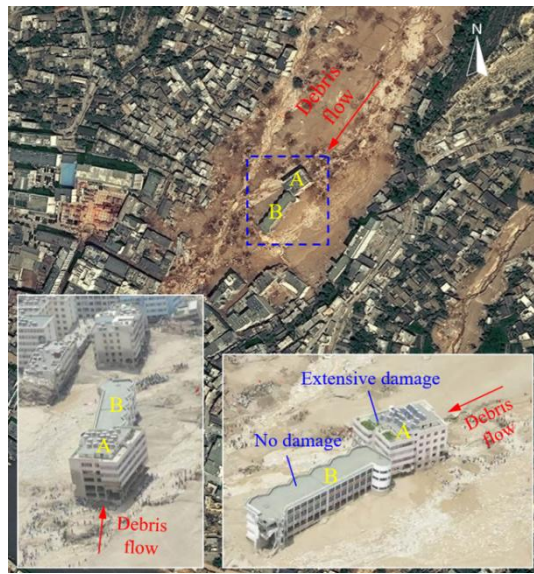 N
Debris
flow
A
B
B
A
Debris
flow
Extensive damage
Debris
flow
A
No damage
B